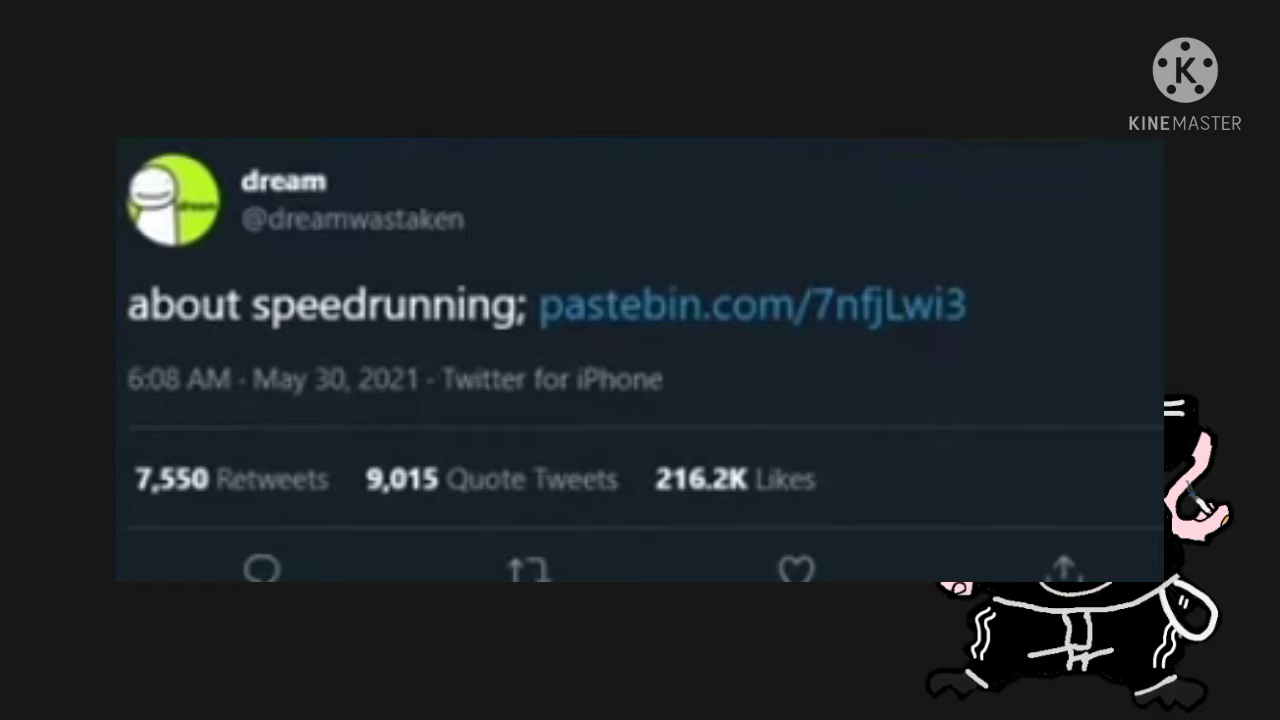 K
KINEMASTER
dream
dream
@dreamwastaken
about speedrunning; pastebin.com/7nfjLwi3
6:08 AM · May 30, 2021 · Twitter for iPhone
7,550 Retweets 9,015 Quote Tweets 216.2K Likes